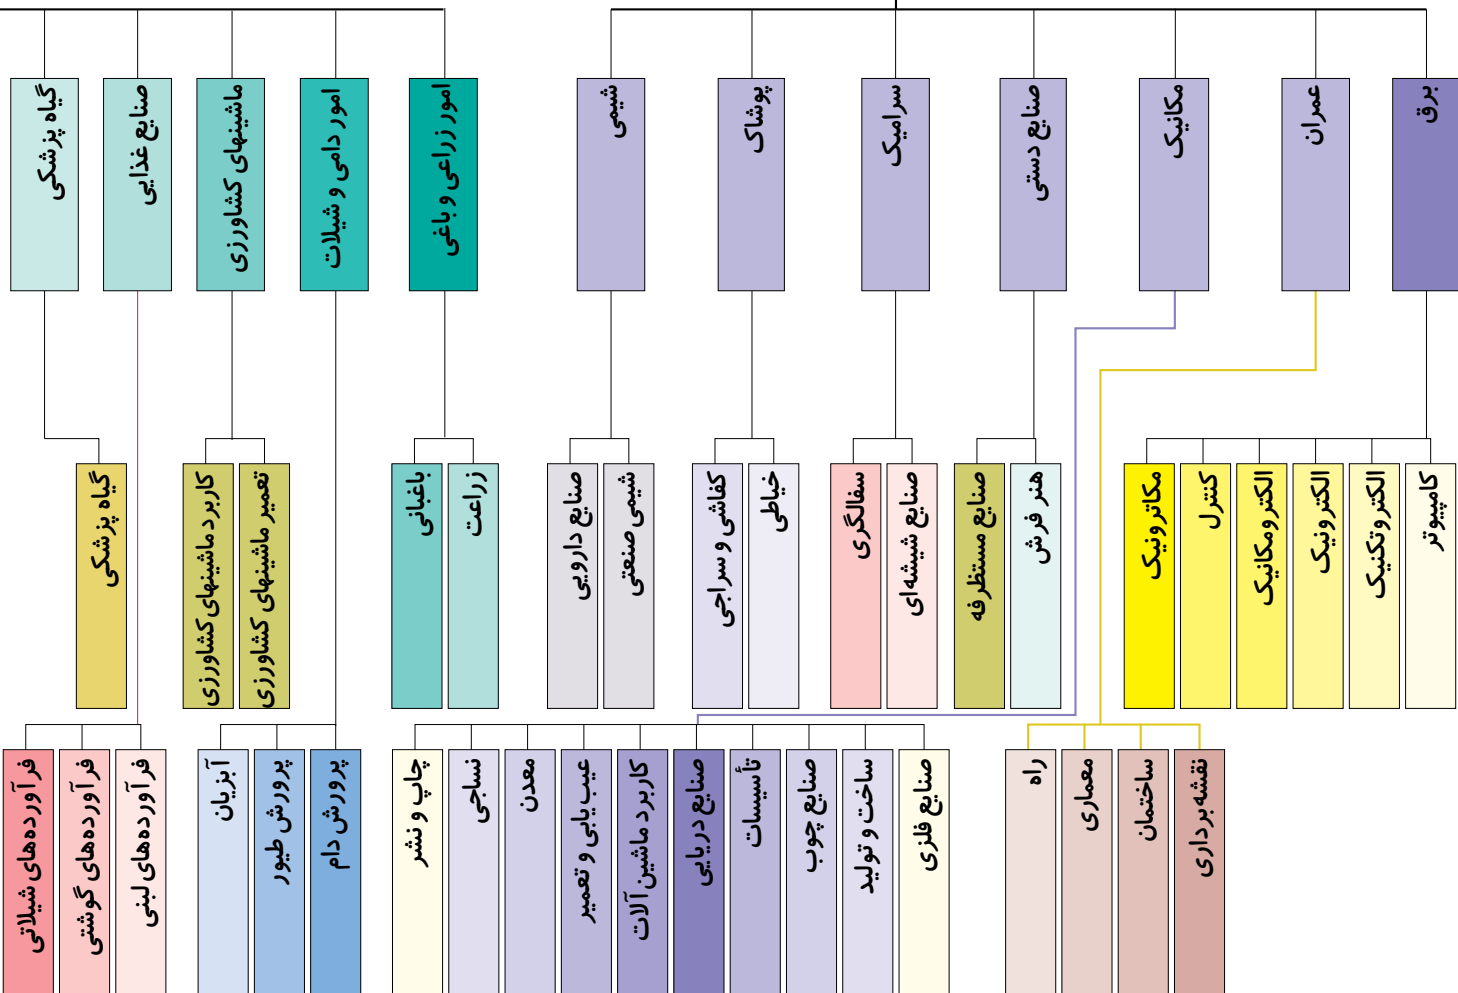 برق
عمران
مکانیک
صنایع دستی
سرامیک
پوشاک
شیمی
امور زراعی و باغی
امور دامی و شیلات
ماشینهای کشاورزی
صنایع غذایی
گیاه پزشکی
کامپیوتر
الکتروتکنیک
الکترونیک
الکترومکانیک
کنترل
مکاترونیک
هنر فرش
صنایع مستظرفه
صنایع شیشه‌ای
سفالگری
خیاطی
کفاشی و سراجی
شیمی صنعتی
صنایع دارویی
زراعت
باغبانی
تعمیر ماشینهای کشاورزی
کاربرد ماشینهای کشاورزی
گیاه پزشکی
نقشه‌برداری
ساختمان
معماری
راه
صنایع فلزی
ساخت و تولید
صنایع چوب
تأسیسات
صنایع دریایی
کاربرد ماشین‌آلات
عیب‌یابی و تعمیر
معدن
نساجی
چاپ و نشر
پرورش دام
پرورش طیور
آبزیان
فرآورده‌های لبنی
فرآورده‌های گوشتی
فرآورده‌های شیلاتی